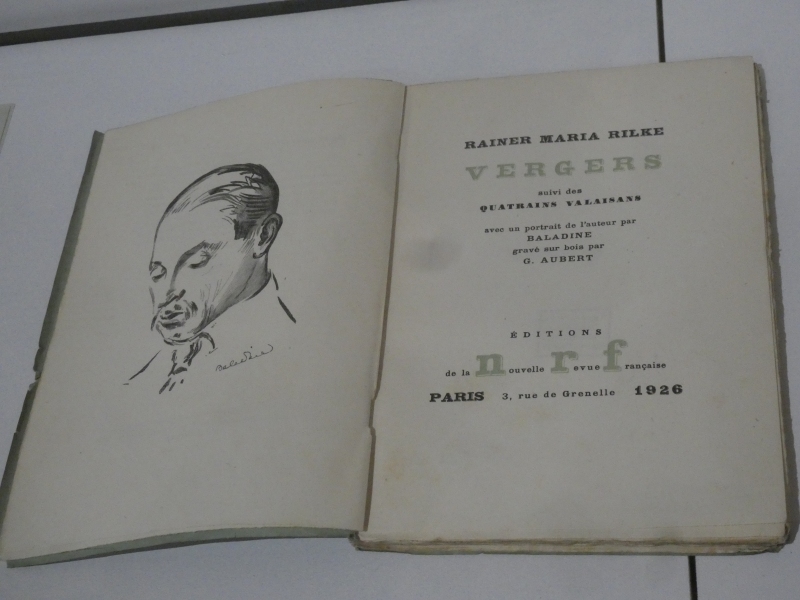 Baladine
RAINER MARIA RILKE
VERGERS
suivi des
QUATRAINS VALAISANS
avec un portrait de l'auteur par
BALADINE
gravé sur bois par
G. AUBERT
ÉDITIONS
de la nouvelle revue française
PARIS 3, rue de Grenelle 1926